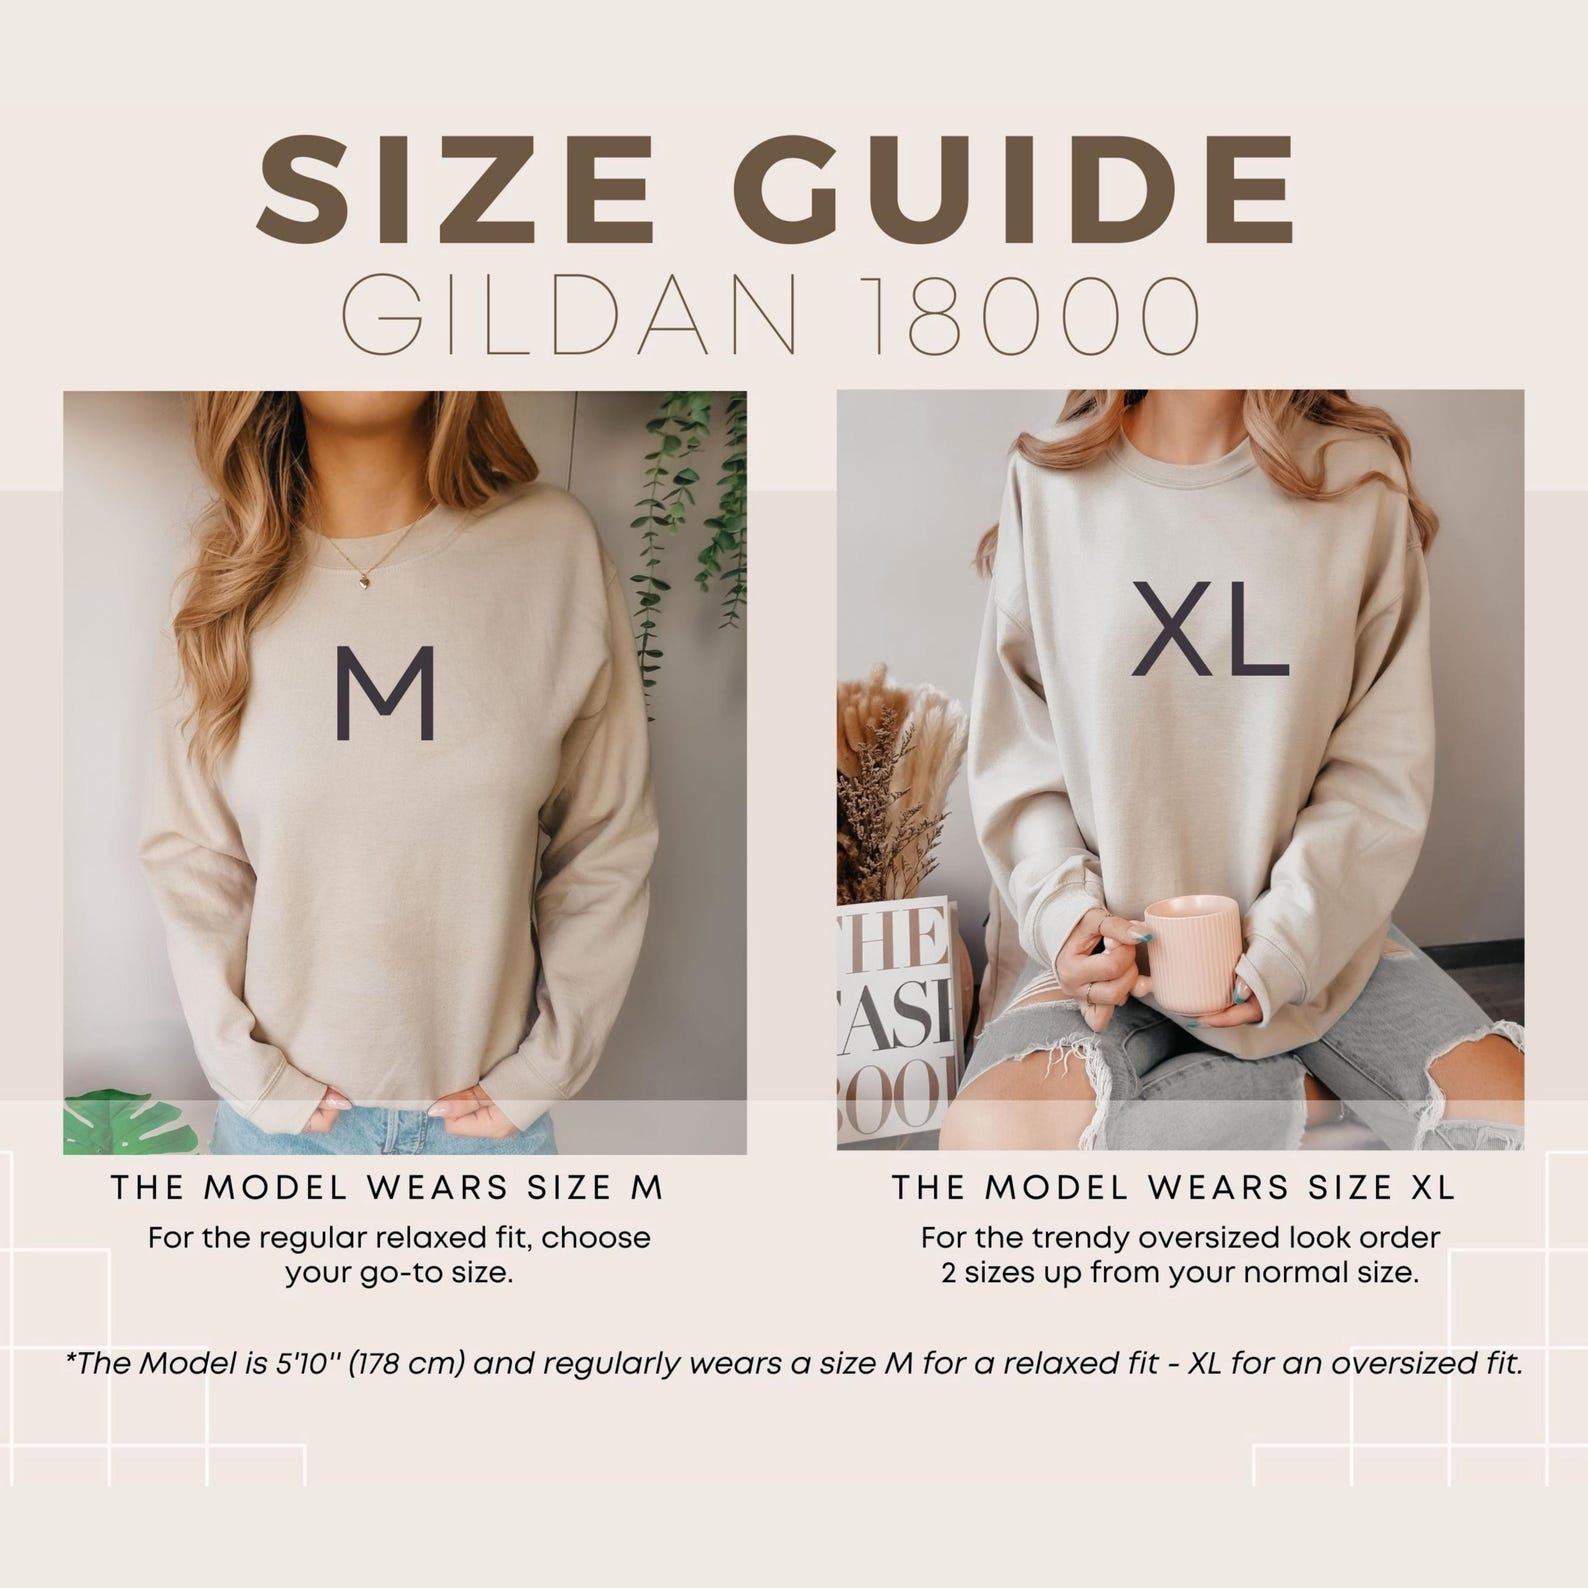 SIZE GUIDE
GILDAN 18000
M
XL
THE MODEL WEARS SIZE M
For the regular relaxed fit, choose
your go-to size.
THE MODEL WEARS SIZE XL
For the trendy oversized look order
2 sizes up from your normal size.
*The Model is 5'10" (178 cm) and regularly wears a size M for a relaxed fit - XL for an oversized fit.